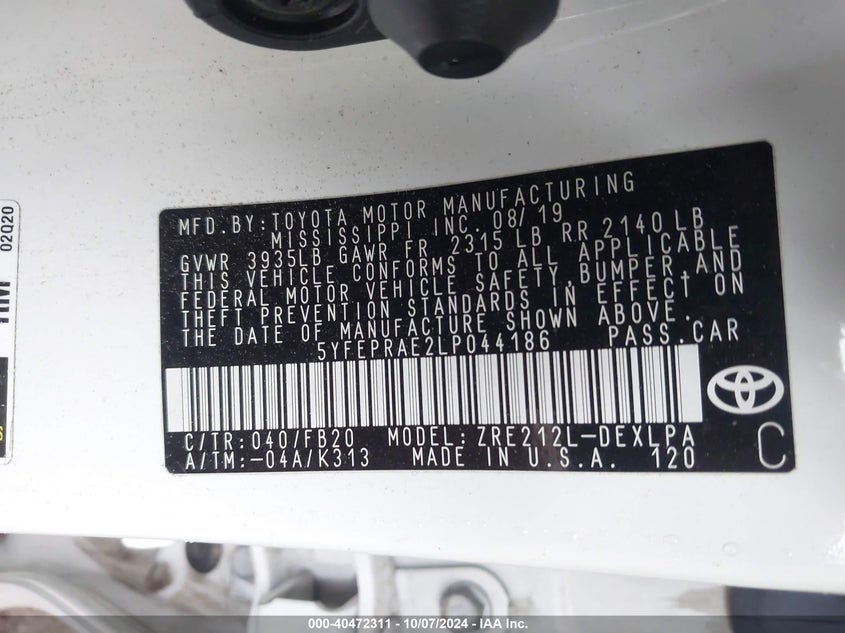 MFD.BY:TOYOTA MOTOR MANUFACTURING
MISSISSIPPI INC. 08/19
GVWR 3935LB GAWR FR 2315 LB RR 2140 LB
THIS VEHICLE CONFORMS TO ALL APPLICABLE
FEDERAL MOTOR VEHICLE SAFETY,BUMPER,AND
THEFT PREVENTION STANDARDS IN EFFECT ON
THE DATE OF MANUFACTURE SHOWN ABOVE.
5YFEPRAE2LP044186 PASS.CAR
C/TR:040/FB20 MODEL:ZRE212L-DEXLPA
A/TM:-04A/K313 MADE IN U.S.A. 120
C
02Q20
000-40472311 - 10/07/2024 - IAA Inc.